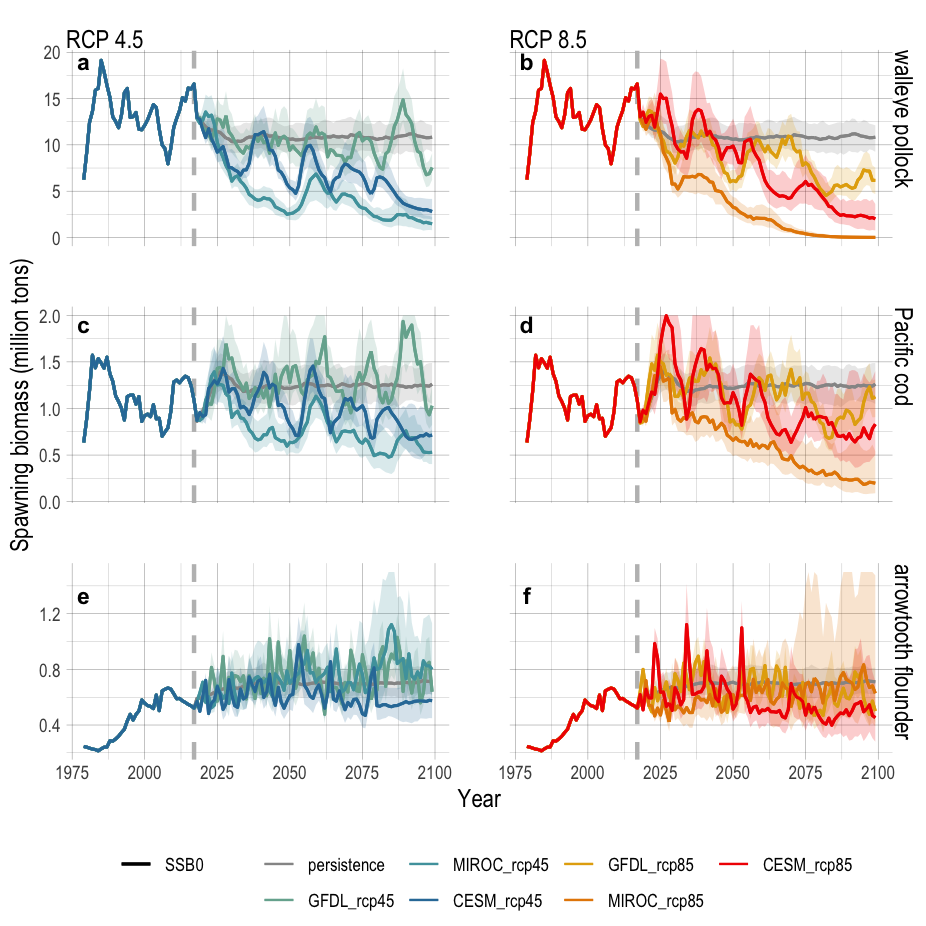 RCP 4.5 RCP 8.5
a b
20
15
10
5
0
walleye pollock
c d
2.0
1.5
1.0
0.5
0.0
Pacific cod
e f
1.2
0.8
0.4
arrowtooth flounder
Spawning biomass (million tons)
1975 2000 2025 2050 2075 2100 1975 2000 2025 2050 2075 2100
Year
SSB0 persistence MIROC_rcp45 GFDL_rcp85 CESM_rcp85
GFDL_rcp45 CESM_rcp45 MIROC_rcp85